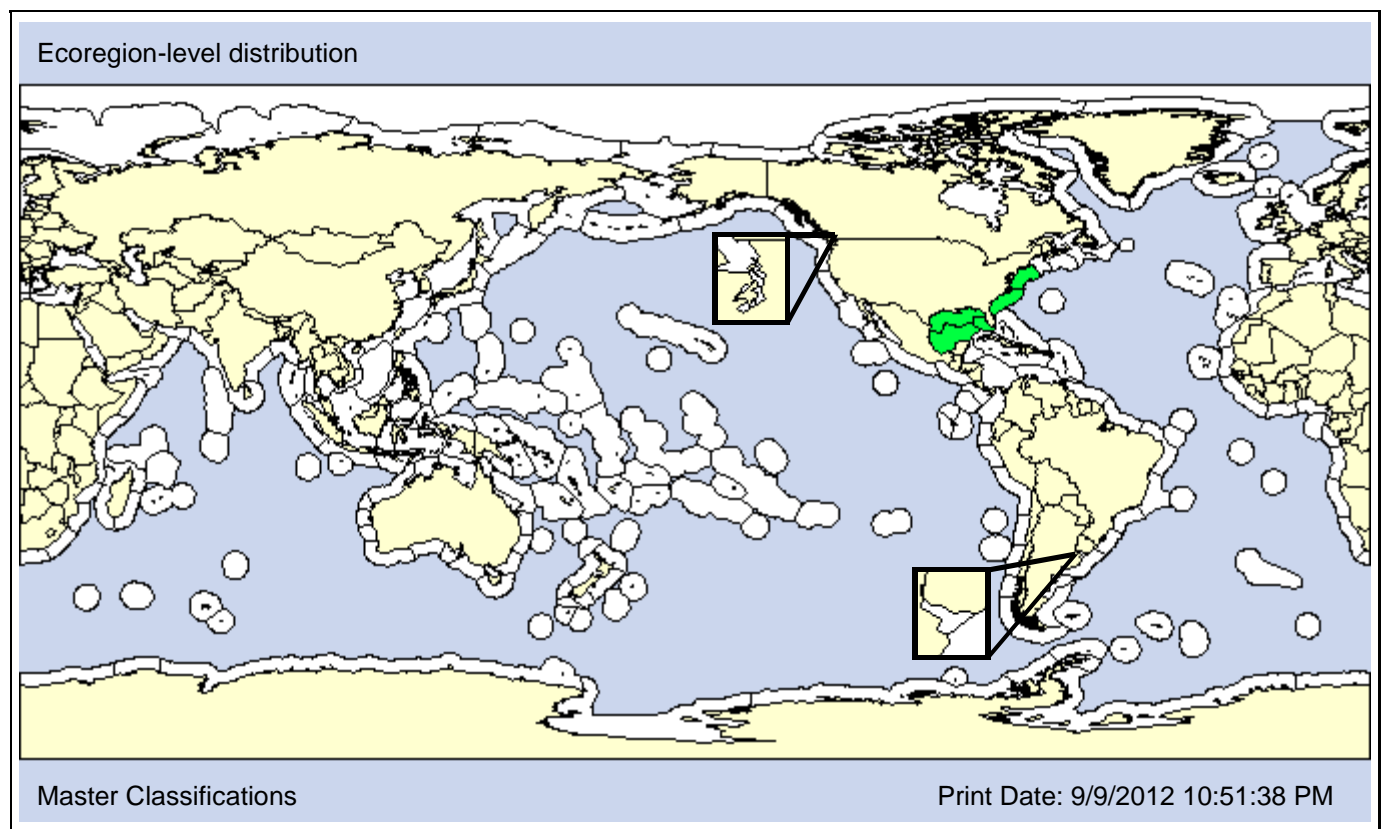 Ecoregion-level distribution
Master Classifications
Print Date: 9/9/2012 10:51:38 PM